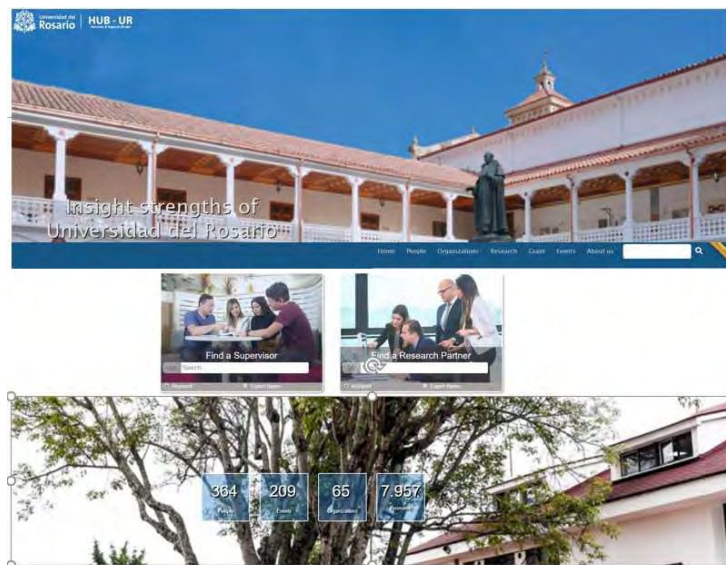 Universidad del
Rosario
HUB - UR
Insight strengths of
Universidad del Rosario
Home People Organizations Research Grant Events About us
Find a Supervisor
Search
Keyword Expert Name
Find a Research Partner
Keyword Expert Name
364 209 65 7.957
People Events Organizations